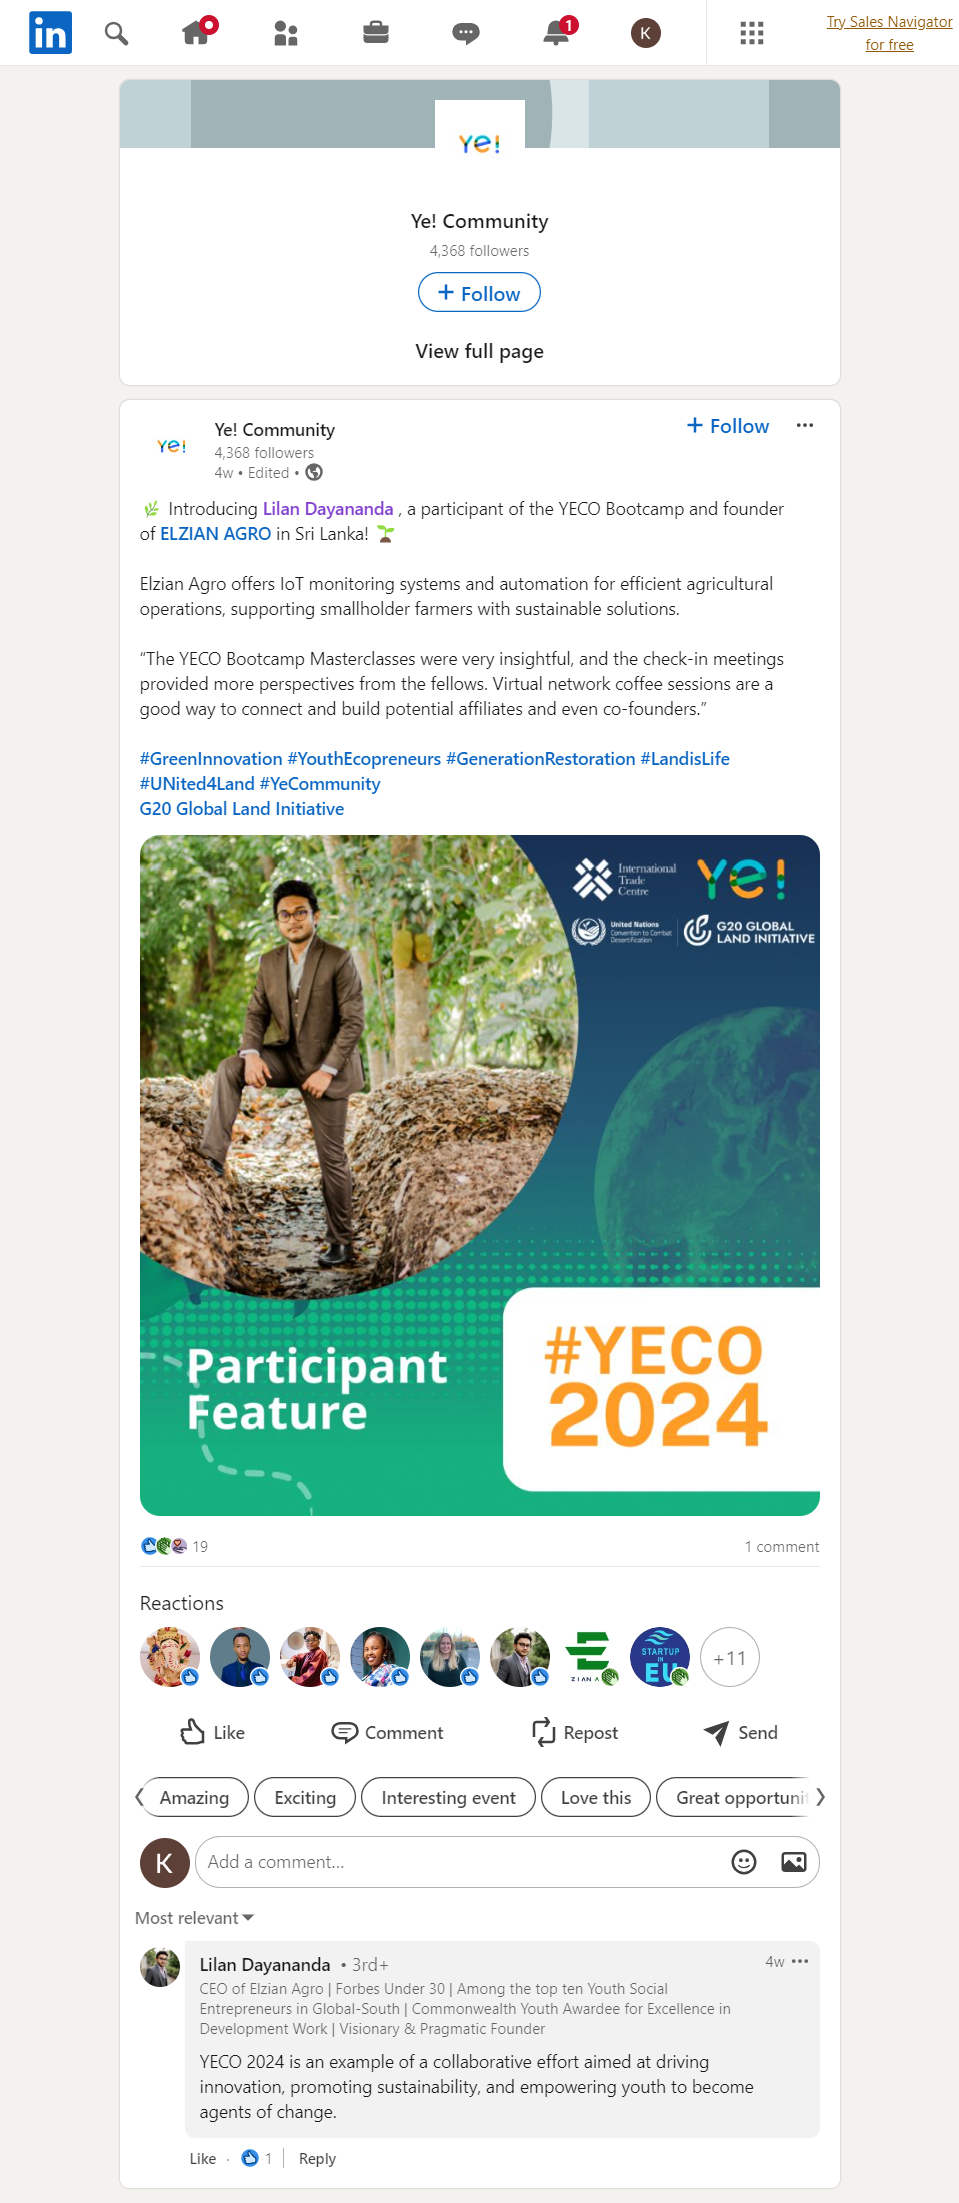 in
1
K
Try Sales Navigator
for free
Ye!
Ye! Community
4,368 followers
+ Follow
View full page
Ye!
Ye! Community
4,368 followers
4w • Edited •
+ Follow
Introducing Lilan Dayananda , a participant of the YECO Bootcamp and founder
of ELZIAN AGRO in Sri Lanka!
Elzian Agro offers IoT monitoring systems and automation for efficient agricultural
operations, supporting smallholder farmers with sustainable solutions.
“The YECO Bootcamp Masterclasses were very insightful, and the check-in meetings
provided more perspectives from the fellows. Virtual network coffee sessions are a
good way to connect and build potential affiliates and even co-founders.”
#GreenInnovation #YouthEcopreneurs #GenerationRestoration #LandisLife
#UNited4Land #YeCommunity
G20 Global Land Initiative
International
Trade
Centre
Ye!
United Nations
Convention to Combat
Desertification
G20 GLOBAL
LAND INITIATIVE
Participant
Feature
#YECO
2024
19
1 comment
Reactions
ZIAN A
STARTUP
IN
EU
+11
Like
Comment
Repost
Send
Amazing
Exciting
Interesting event
Love this
Great opportunit
K
Add a comment...
Most relevant
Lilan Dayananda • 3rd+
4w
CEO of Elzian Agro | Forbes Under 30 | Among the top ten Youth Social
Entrepreneurs in Global-South | Commonwealth Youth Awardee for Excellence in
Development Work | Visionary & Pragmatic Founder
YECO 2024 is an example of a collaborative effort aimed at driving
innovation, promoting sustainability, and empowering youth to become
agents of change.
Like · 1 | Reply